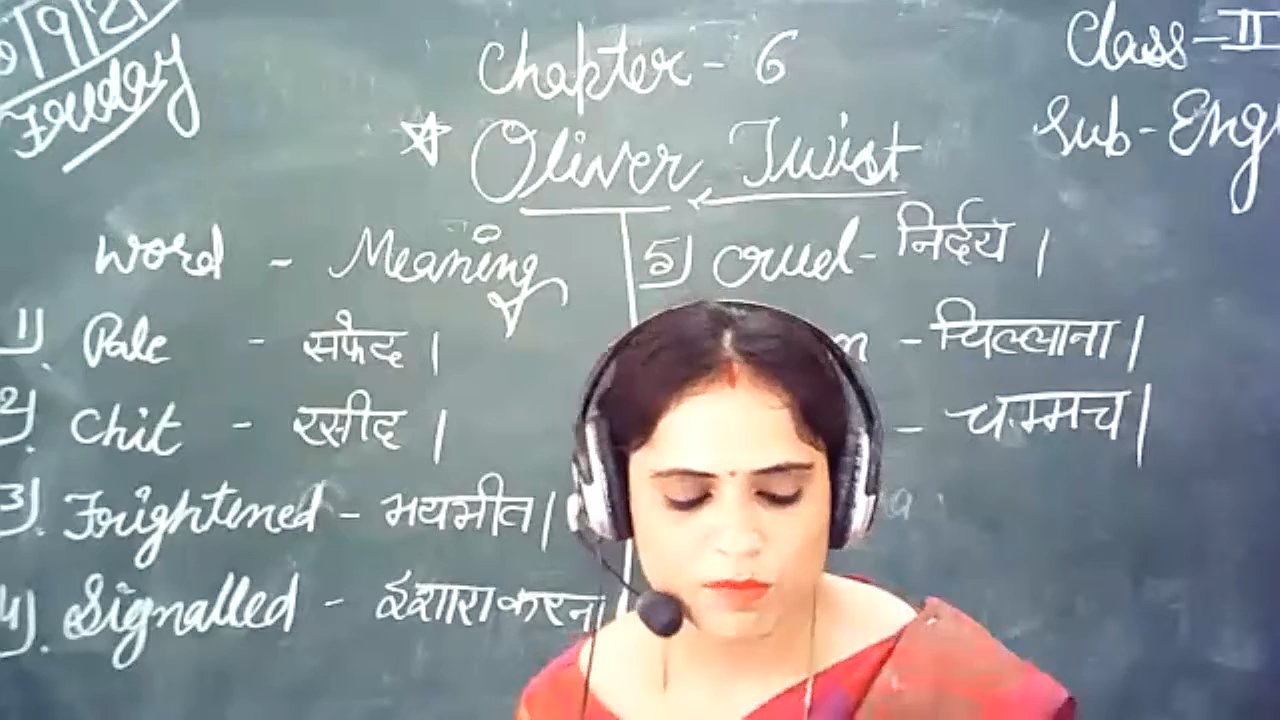 Friday
Chapter - 6
Class - II
Sub - Eng
☆ Oliver, Twist
Word - Meaning
1) Pale - सफेद ।
2) Chit - रसीद ।
3) Frightened - भयभीत ।
4) Signalled - इशारा करना
5) Cruel - निर्दय ।
- चिल्लाना ।
- चम्मच ।